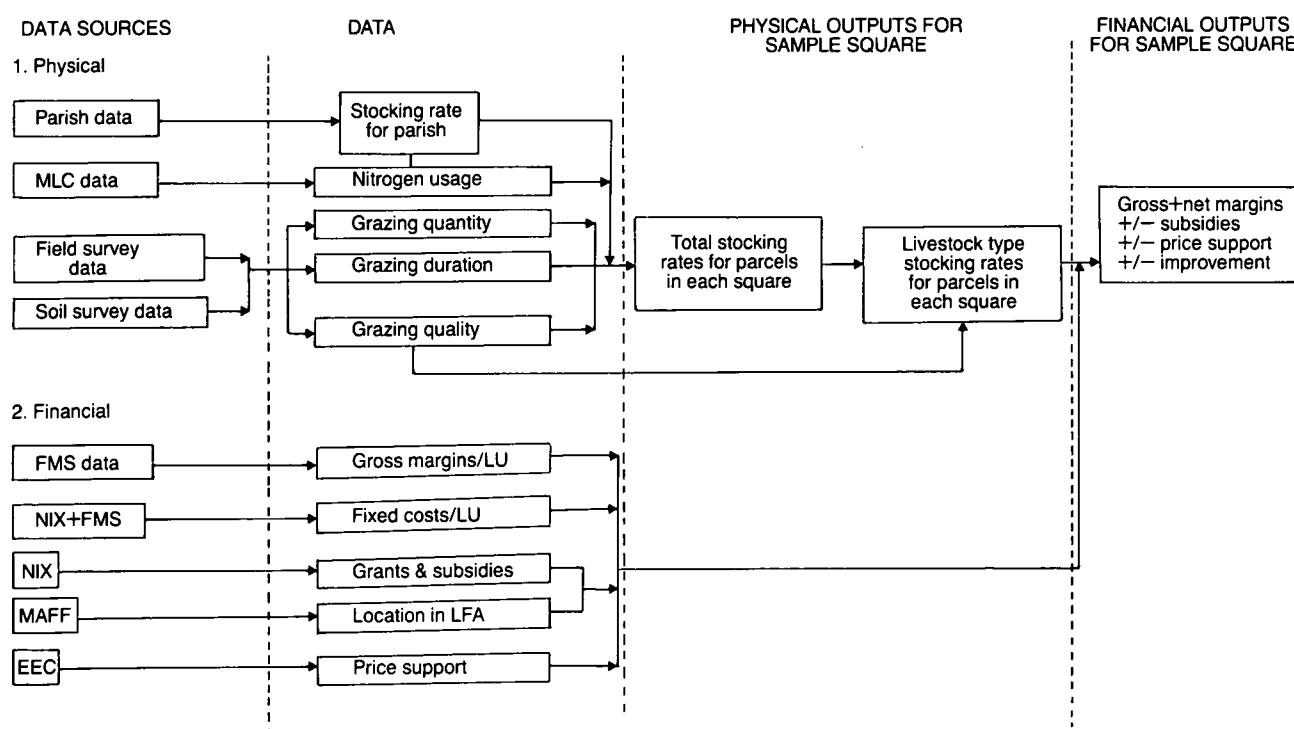 DATA SOURCES
DATA
PHYSICAL OUTPUTS FOR
SAMPLE SQUARE
FINANCIAL OUTPUTS
FOR SAMPLE SQUARE
1. Physical
Parish data
Stocking rate
for parish
MLC data
Nitrogen usage
Field survey
data
Soil survey data
Grazing quantity
Grazing duration
Grazing quality
Total stocking
rates for parcels
in each square
Livestock type
stocking rates
for parcels in
each square
Gross+net margins
+/− subsidies
+/− price support
+/− improvement
2. Financial
FMS data
Gross margins/LU
NIX+FMS
Fixed costs/LU
NIX
Grants & subsidies
MAFF
Location in LFA
EEC
Price support